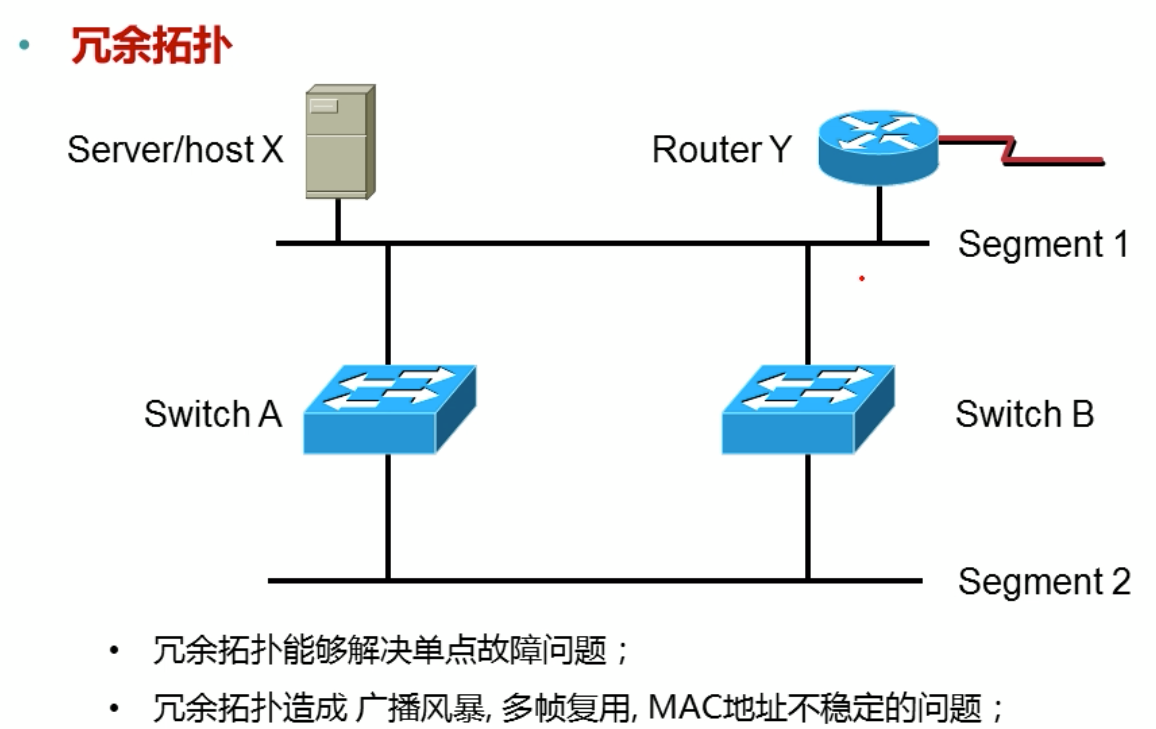 • 冗余拓扑
Server/host X
Router Y
Segment 1
Switch A
Switch B
Segment 2
• 冗余拓扑能够解决单点故障问题；
• 冗余拓扑造成 广播风暴, 多帧复用, MAC地址不稳定的问题；